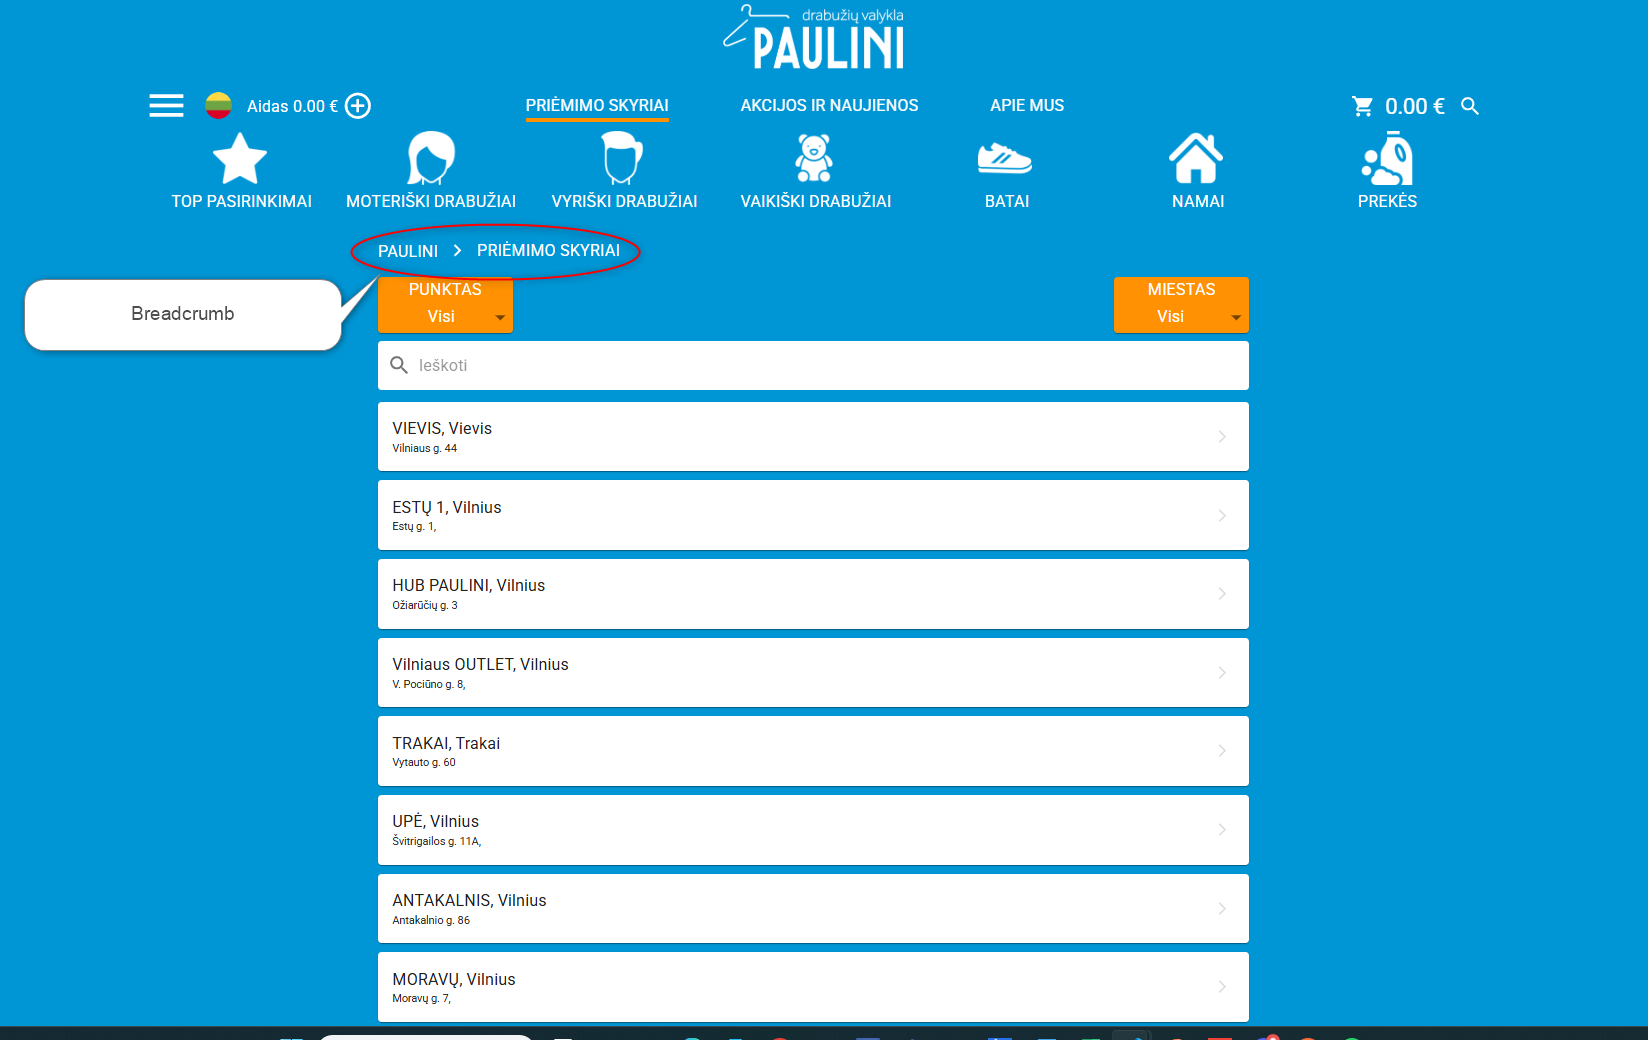 drabužių valykla
PAULINI
Aidas 0.00 €
PRIĖMIMO SKYRIAI
AKCIJOS IR NAUJIENOS
APIE MUS
0.00 €
TOP PASIRINKIMAI
MOTERIŠKI DRABUŽIAI
VYRIŠKI DRABUŽIAI
VAIKIŠKI DRABUŽIAI
BATAI
NAMAI
PREKĖS
PAULINI
PRIĖMIMO SKYRIAI
Breadcrumb
PUNKTAS
Visi
MIESTAS
Visi
Ieškoti
VIEVIS, Vievis
Vilniaus g. 44
ESTŲ 1, Vilnius
Estų g. 1,
HUB PAULINI, Vilnius
Ožiarūčių g. 3
Vilniaus OUTLET, Vilnius
V. Pociūno g. 8,
TRAKAI, Trakai
Vytauto g. 60
UPĖ, Vilnius
Švitrigailos g. 11A,
ANTAKALNIS, Vilnius
Antakalnio g. 86
MORAVŲ, Vilnius
Moravų g. 7,